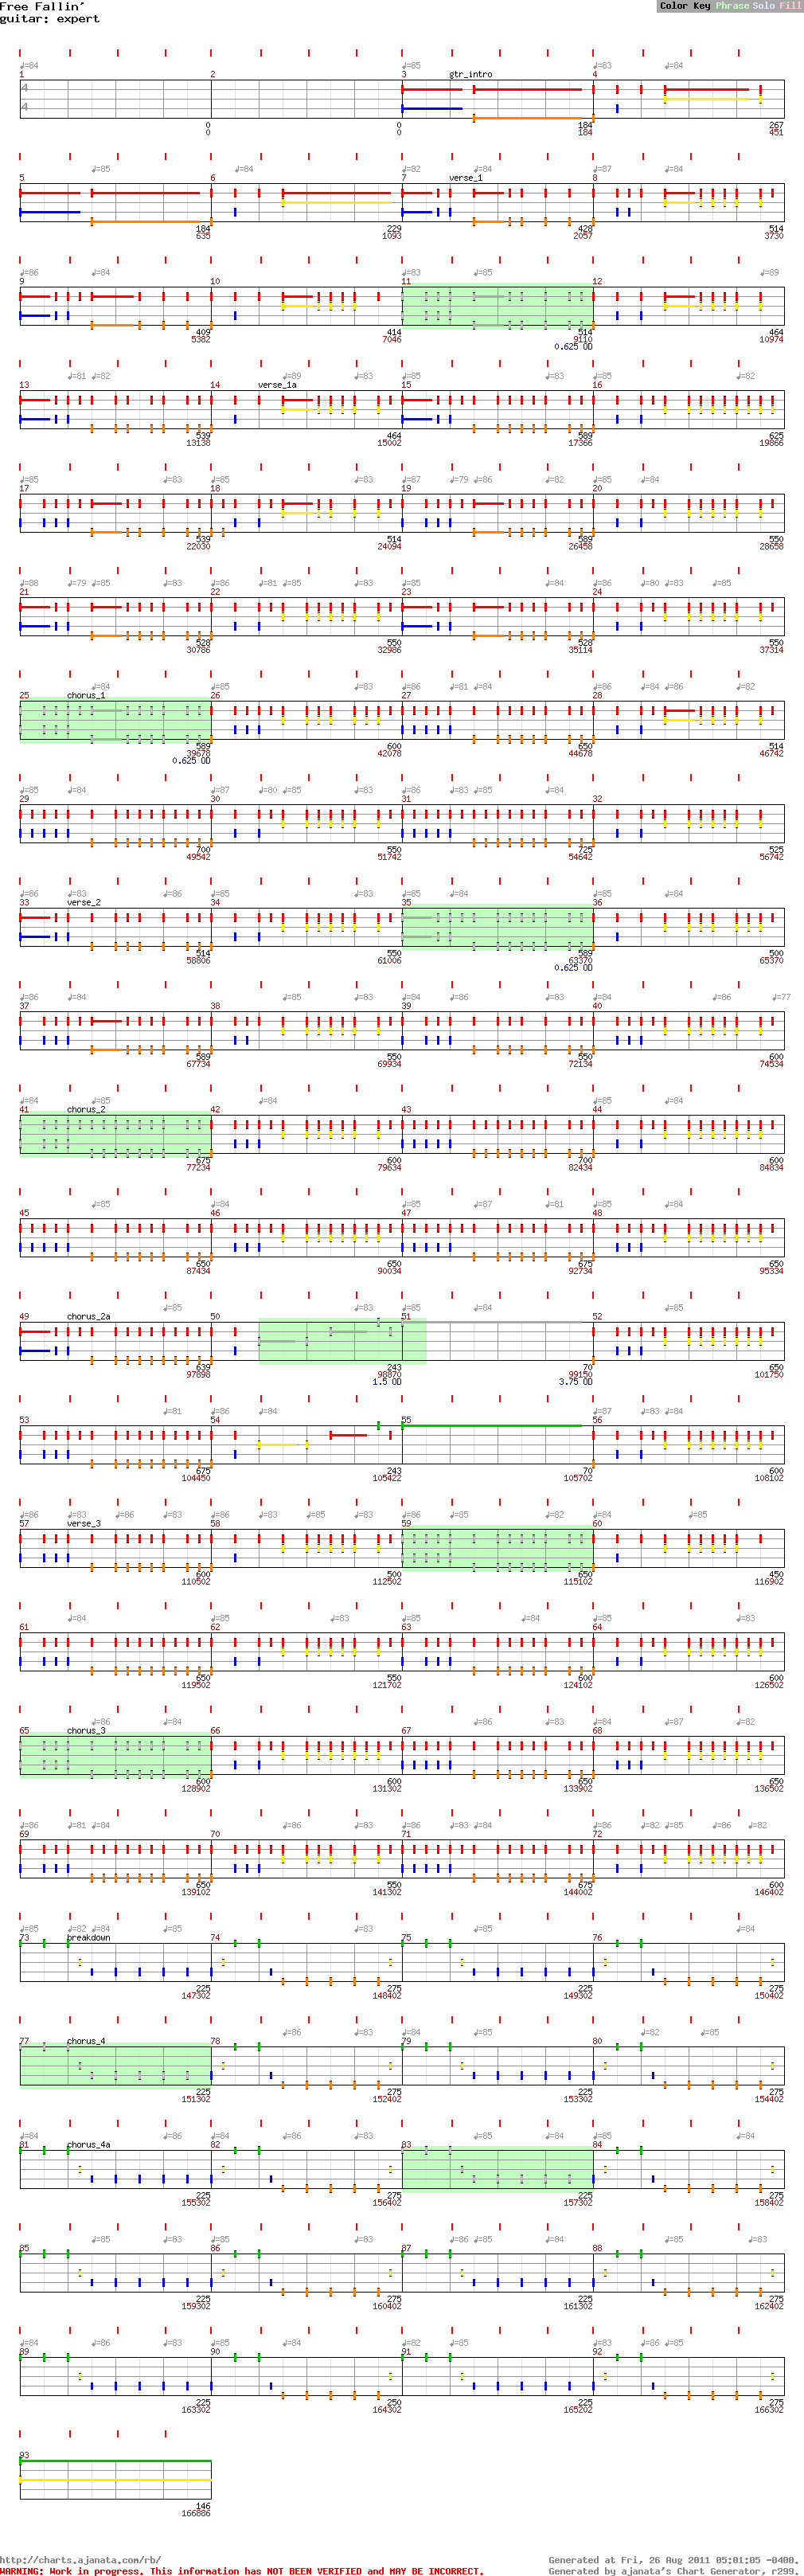 Free Fallin'
Color Key Phrase Solo Fill
guitar: expert
♩=84 ♩=85 ♩=83 ♩=84
1 2 3 gtr_intro 4
4
4
0 0 184 267
0 0 184 451
♩=85 ♩=84 ♩=82 ♩=84 ♩=87 ♩=84
5 6 7 verse_1 8
184 229 428 514
635 1093 2057 3730
♩=86 ♩=84 ♩=83 ♩=85 ♩=89
9 10 11 12
409 414 514 464
5382 7046 9110 10974
0.625 OD
♩=81 ♩=82 ♩=89 ♩=83 ♩=85 ♩=83 ♩=85 ♩=82
13 14 verse_1a 15 16
539 464 589 625
13138 15002 17366 19866
♩=85 ♩=83 ♩=85 ♩=83 ♩=87 ♩=79 ♩=86 ♩=82 ♩=85 ♩=84
17 18 19 20
539 514 589 550
22030 24094 26458 28658
♩=88 ♩=79 ♩=85 ♩=83 ♩=86 ♩=81 ♩=85 ♩=83 ♩=85 ♩=84 ♩=86 ♩=80 ♩=83 ♩=85
21 22 23 24
528 550 528 550
30786 32986 35114 37314
♩=84 ♩=85 ♩=83 ♩=86 ♩=81 ♩=84 ♩=86 ♩=84 ♩=86 ♩=82
25 chorus_1 26 27 28
589 600 650 514
39678 42078 44678 46742
0.625 OD
♩=85 ♩=84 ♩=87 ♩=80 ♩=85 ♩=83 ♩=86 ♩=83 ♩=85 ♩=84
29 30 31 32
700 550 725 525
49542 51742 54642 56742
♩=86 ♩=83 ♩=86 ♩=85 ♩=85 ♩=84 ♩=85
33 verse_2 34 35 36
514 550 589 500
58806 61006 63370 65370
0.625 OD
♩=86 ♩=84 ♩=85 ♩=83 ♩=84 ♩=86 ♩=83 ♩=84 ♩=86 ♩=77
37 38 39 40
589 550 550 600
67734 69934 72134 74534
♩=84 ♩=85 ♩=84 ♩=85 ♩=84
41 chorus_2 42 43 44
675 600 700 600
77234 79634 82434 84834
♩=85 ♩=84 ♩=85 ♩=87 ♩=81 ♩=85 ♩=84
45 46 47 48
650 650 675 650
87434 90034 92734 95334
♩=85 ♩=83 ♩=85 ♩=84 ♩=85
49 chorus_2a 50 51 52
639 243 70 650
97898 98870 99150 101750
1.5 OD 3.75 OD
♩=81 ♩=86 ♩=84 ♩=87 ♩=83 ♩=84
53 54 55 56
675 243 70 600
104450 105422 105702 108102
♩=86 ♩=83 ♩=86 ♩=83 ♩=86 ♩=83 ♩=85 ♩=83 ♩=86 ♩=85 ♩=82 ♩=84 ♩=85
57 verse_3 58 59 60
600 500 650 450
110502 112502 115102 116902
♩=84 ♩=85 ♩=83 ♩=85 ♩=84 ♩=85 ♩=83
61 62 63 64
650 550 600 600
119502 121702 124102 126502
♩=86 ♩=84 ♩=86 ♩=83 ♩=84 ♩=87 ♩=82
65 chorus_3 66 67 68
600 600 650 650
128902 131302 133902 136502
♩=86 ♩=81 ♩=84 ♩=86 ♩=83 ♩=86 ♩=83 ♩=84 ♩=86 ♩=82 ♩=85 ♩=86 ♩=82
69 70 71 72
650 550 675 600
139102 141302 144002 146402
♩=85 ♩=82 ♩=84 ♩=85 ♩=83 ♩=85 ♩=84
73 breakdown 74 75 76
225 275 225 275
147302 148402 149302 150402
♩=86 ♩=83 ♩=84 ♩=85 ♩=82 ♩=85
77 chorus_4 78 79 80
225 275 225 275
151302 152402 153302 154402
♩=84 ♩=86 ♩=84 ♩=86 ♩=83 ♩=85 ♩=84 ♩=85 ♩=84
81 chorus_4a 82 83 84
225 275 225 275
155302 156402 157302 158402
♩=85 ♩=83 ♩=85 ♩=83 ♩=86 ♩=85 ♩=84 ♩=85 ♩=83
85 86 87 88
225 275 225 275
159302 160402 161302 162402
♩=84 ♩=86 ♩=83 ♩=85 ♩=84 ♩=82 ♩=85 ♩=83 ♩=84 ♩=86 ♩=85
89 90 91 92
225 250 225 275
163302 164302 165202 166302
93
146
166886
http://charts.ajanata.com/rb/
Generated at Fri, 26 Aug 2011 05:01:05 -0400.
WARNING: Work in progress. This information has NOT BEEN VERIFIED and MAY BE INCORRECT.
Generated by ajanata's Chart Generator, r299.